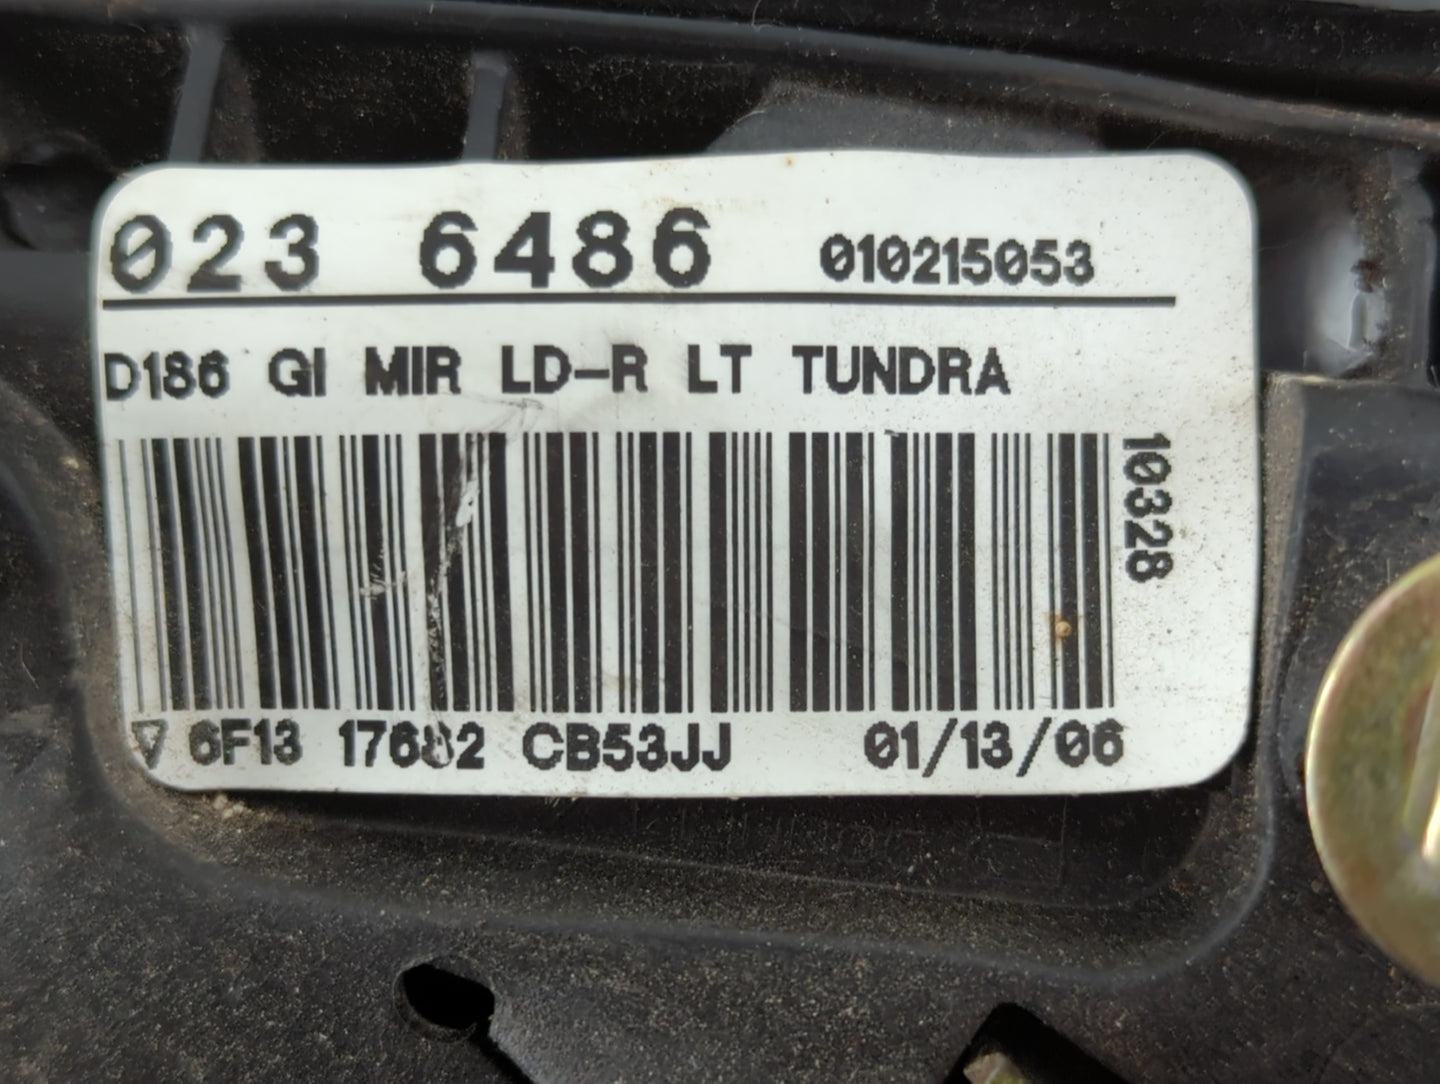 023 6486 010215053
D186 GI MIR LD-R LT TUNDRA
10328
6F13 17682 CB53JJ 01/13/06